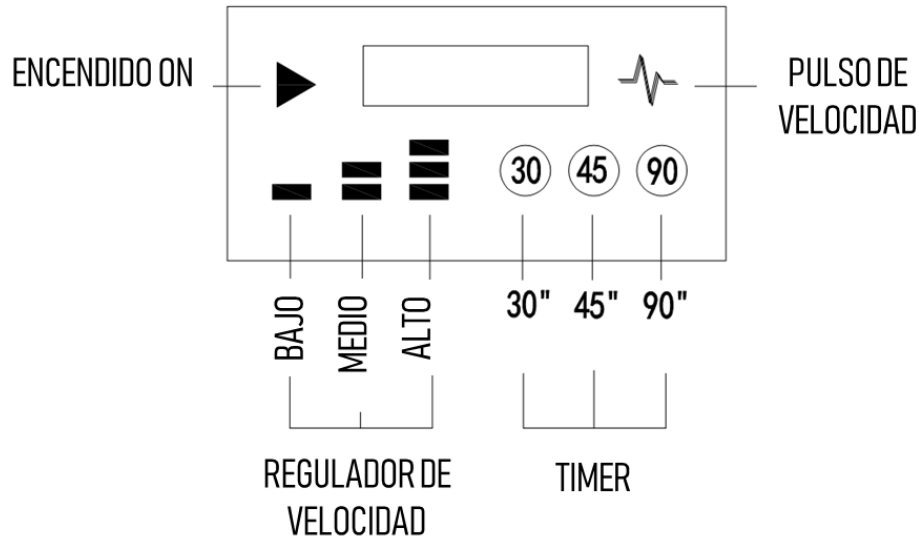 ENCENDIDO ON
PULSO DE
VELOCIDAD
30 45 90
30" 45" 90"
BAJO
MEDIO
ALTO
REGULADOR DE
VELOCIDAD
TIMER